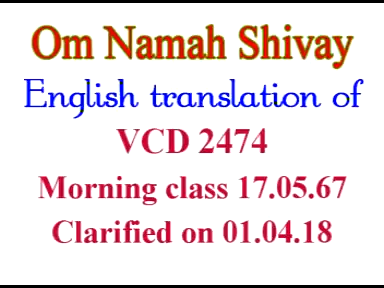 Om Namah Shivay
English translation of
VCD 2474
Morning class 17.05.67
Clarified on 01.04.18